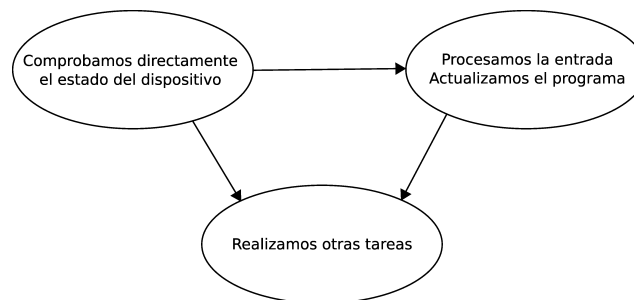 Comprobamos directamente
el estado del dispositivo
Procesamos la entrada
Actualizamos el programa
Realizamos otras tareas